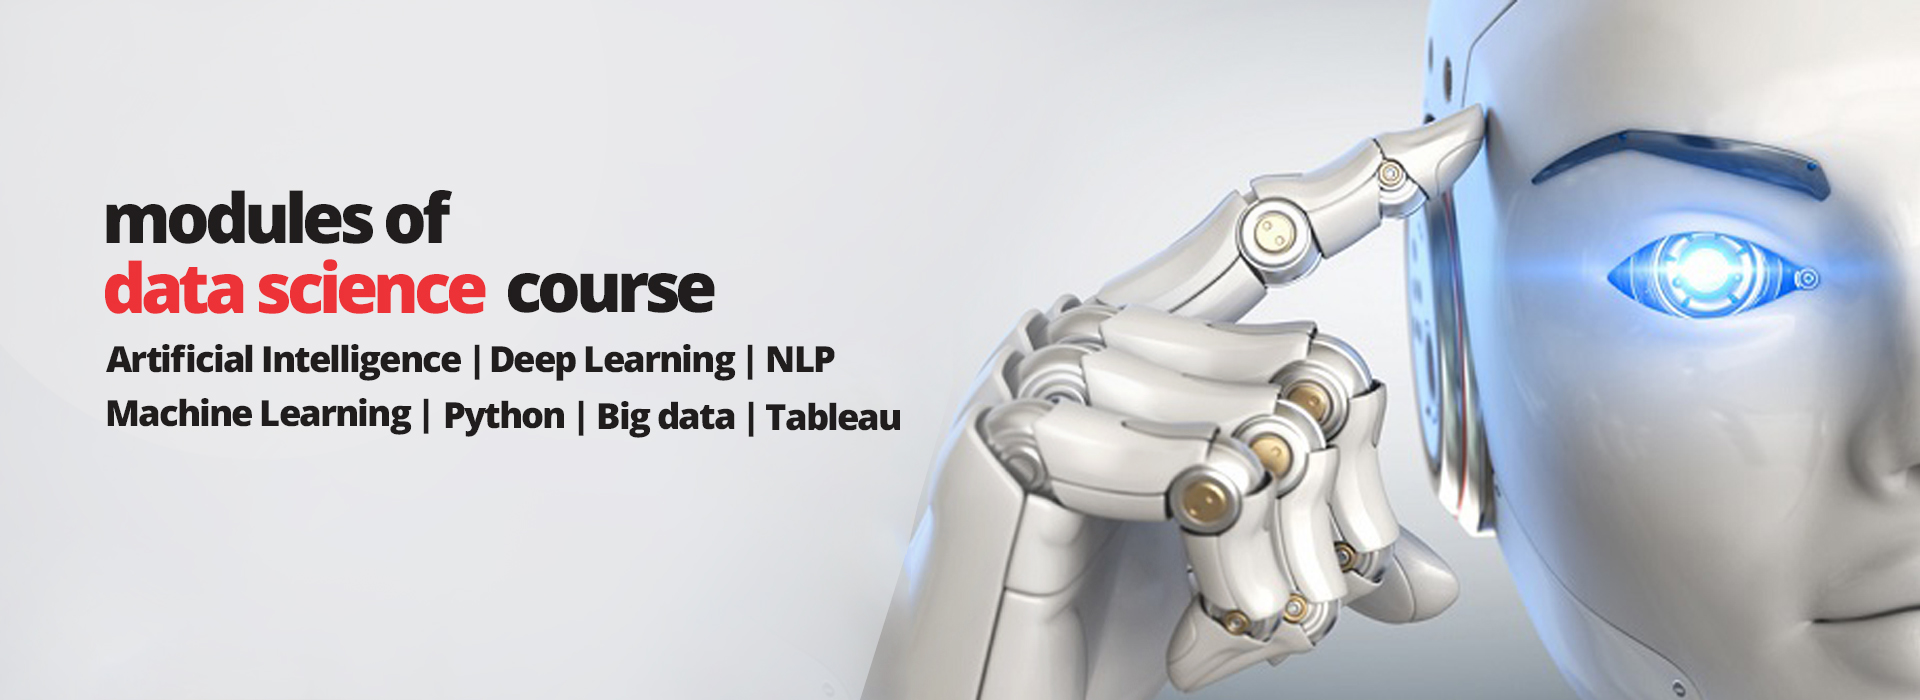 modules of
data science course
Artificial Intelligence | Deep Learning | NLP
Machine Learning | Python | Big data | Tableau